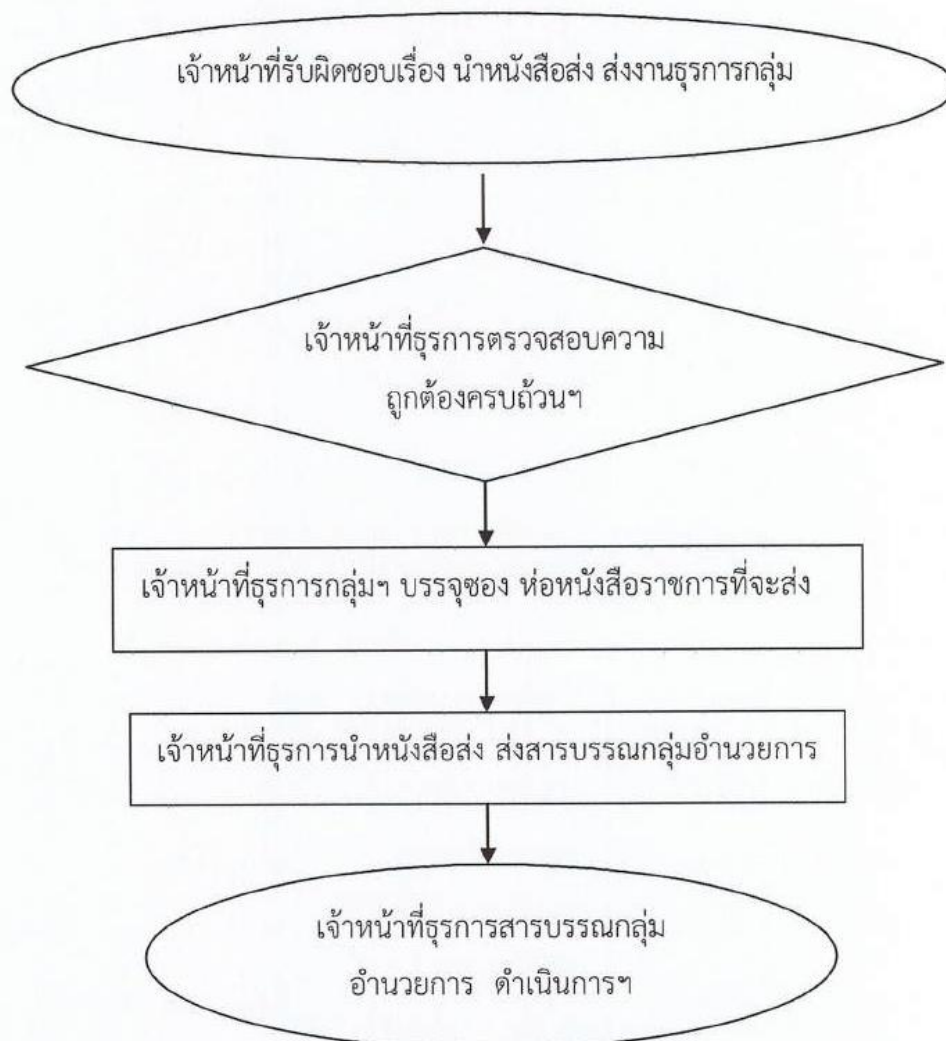 เจ้าหน้าที่รับผิดชอบเรื่อง นำหนังสือส่ง ส่งงานธุรการกลุ่ม
เจ้าหน้าที่ธุรการตรวจสอบความ
ถูกต้องครบถ้วนฯ
เจ้าหน้าที่ธุรการกลุ่มฯ บรรจุซอง ห่อหนังสือราชการที่จะส่ง
เจ้าหน้าที่ธุรการนำหนังสือส่ง ส่งสารบรรณกลุ่มอำนวยการ
เจ้าหน้าที่ธุรการสารบรรณกลุ่ม
อำนวยการ ดำเนินการฯ